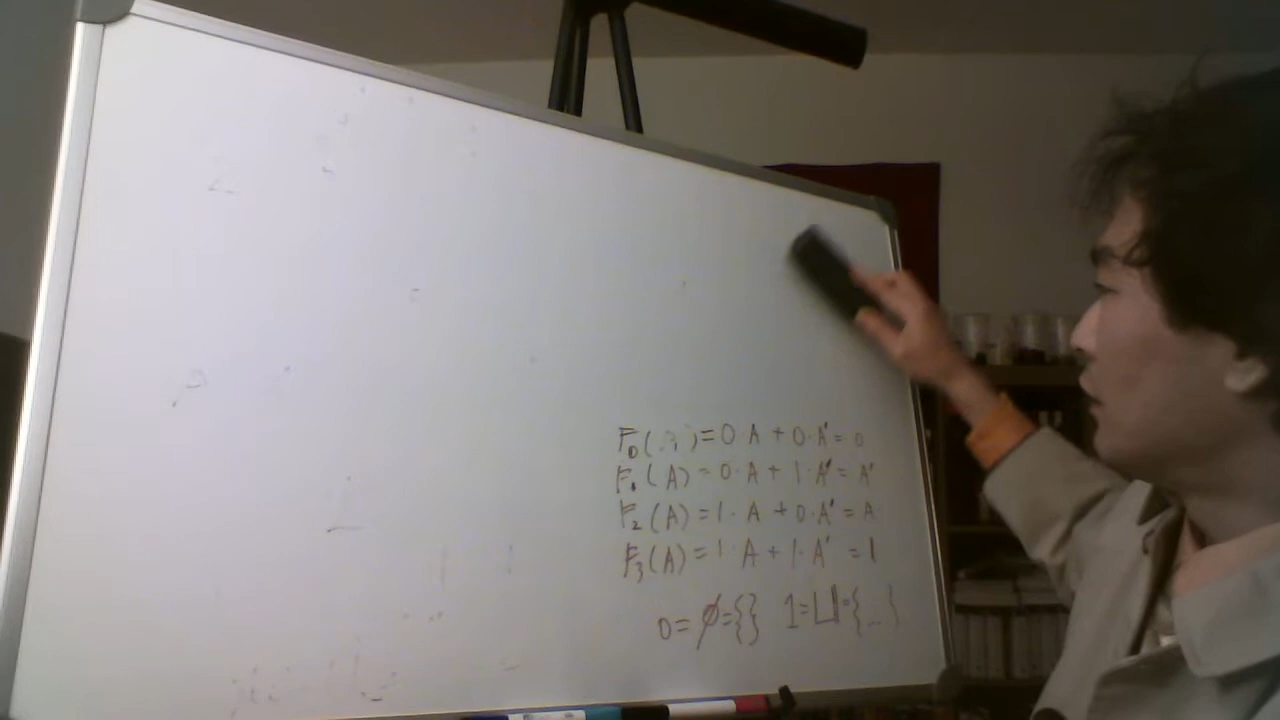 F₀( ) = 0·A + 0·A' = 0
F₁(A) = 0·A + 1·A' = A'
F₂(A) = 1·A + 0·A' = A
F₃(A) = 1·A + 1·A' = 1
0 = ∅ = {} 1 = U = {...}